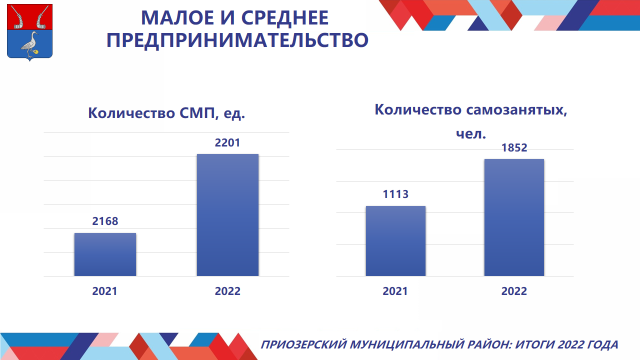 МАЛОЕ И СРЕДНЕЕ
ПРЕДПРИНИМАТЕЛЬСТВО
Количество СМП, ед.
2201
2168
2021
2022
Количество самозанятых,
чел.
1852
1113
2021
2022
ПРИОЗЕРСКИЙ МУНИЦИПАЛЬНЫЙ РАЙОН: ИТОГИ 2022 ГОДА